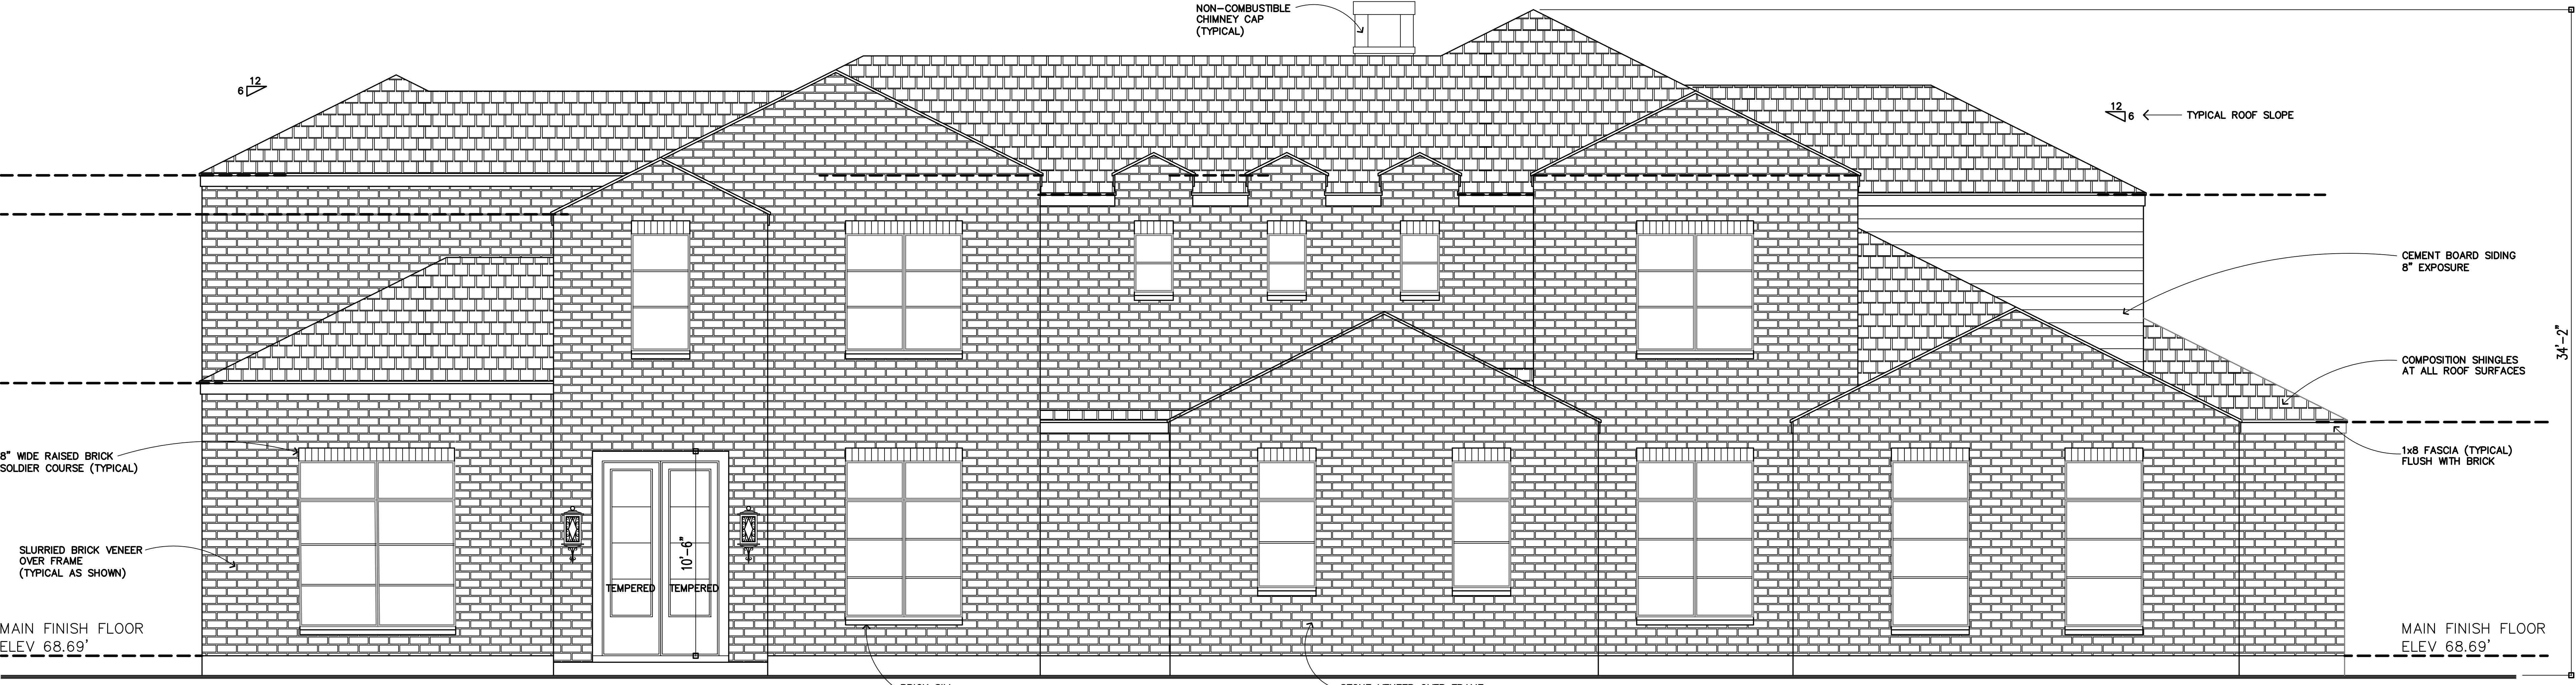 NON-COMBUSTIBLE
CHIMNEY CAP
(TYPICAL)
12
6
12
6
TYPICAL ROOF SLOPE
CEMENT BOARD SIDING
8" EXPOSURE
34'-2"
COMPOSITION SHINGLES
AT ALL ROOF SURFACES
8" WIDE RAISED BRICK
SOLDIER COURSE (TYPICAL)
1x8 FASCIA (TYPICAL)
FLUSH WITH BRICK
SLURRIED BRICK VENEER
OVER FRAME
(TYPICAL AS SHOWN)
10'-6"
TEMPERED
TEMPERED
MAIN FINISH FLOOR
ELEV 68.69'
MAIN FINISH FLOOR
ELEV 68.69'